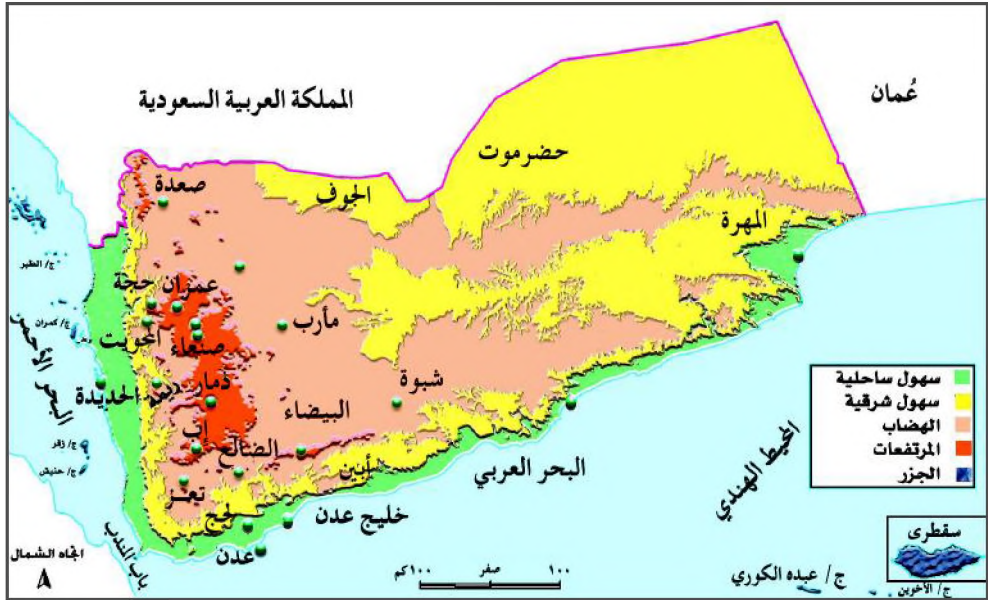 عُمان
المملكة العربية السعودية
حضرموت
صعدة
الجوف
المهرة
ج/ الطير
حجة
عمران
ج/ كمران
المحويت
صنعاء
مأرب
البحر الأحمر
الحديدة
ذمار
شبوة
البيضاء
إب
الضالع
ج/ زقر
ج/ حنيش
أبين
البحر العربي
المحيط الهندي
تعز
لحج
خليج عدن
عدن
باب المندب
سهول ساحلية
سهول شرقية
الهضاب
المرتفعات
الجزر
سقطرى
اتجاه الشمال
١٠٠كم
صفر
١٠٠
ج/ عبده الكوري
ج/ الأخوين